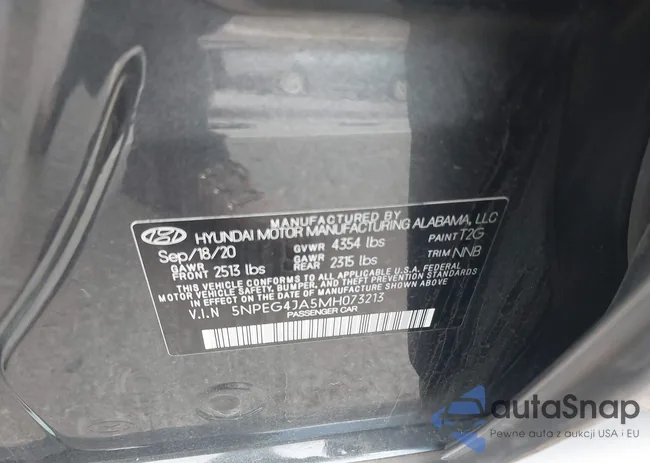 MANUFACTURED BY
HYUNDAI MOTOR MANUFACTURING ALABAMA, LLC
Sep/18/20 GVWR 4354 lbs PAINT T2G
GAWR FRONT 2513 lbs GAWR REAR 2315 lbs TRIM NNB
THIS VEHICLE CONFORMS TO ALL APPLICABLE U.S.A. FEDERAL
MOTOR VEHICLE SAFETY, BUMPER, AND THEFT PREVENTION STANDARDS
IN EFFECT ON THE DATE OF MANUFACTURE SHOWN ABOVE.
V.I.N 5NPEG4JA5MH073213
PASSENGER CAR
autoSnap
Pewne auta z aukcji USA i EU